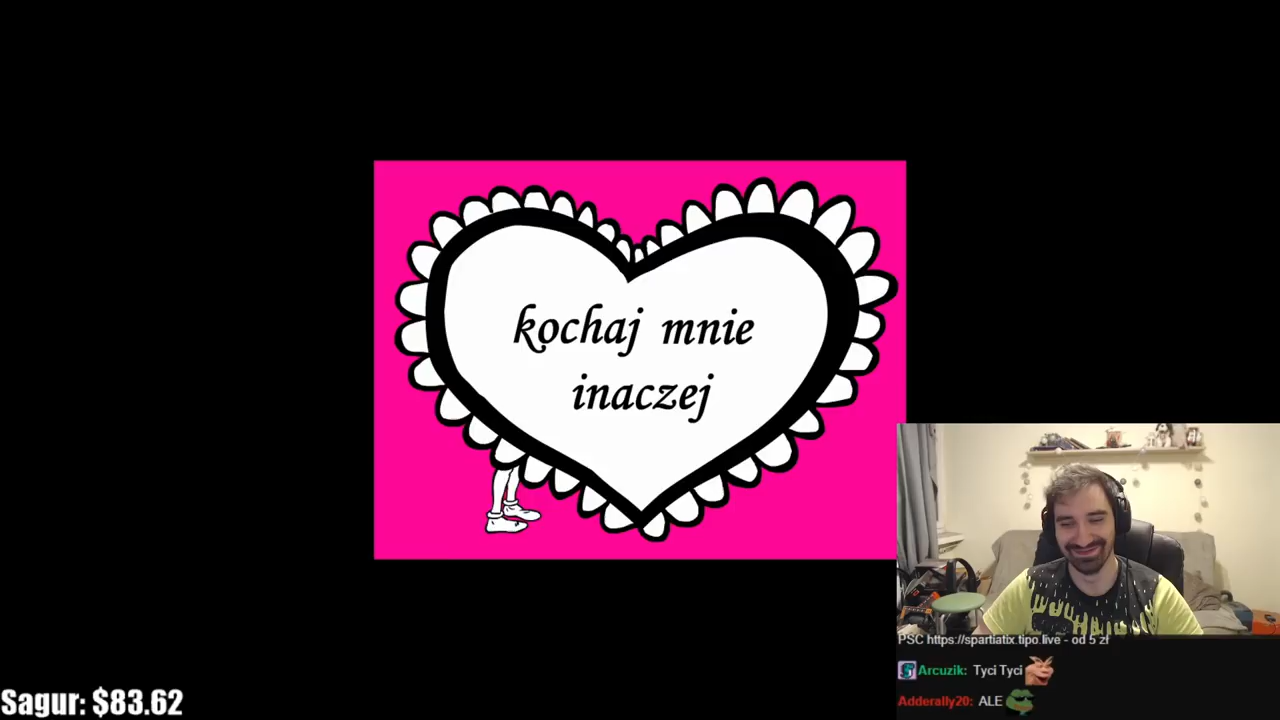 kochaj mnie
inaczej
PSC https://spartiatix.tipo.live - od 5 zł
Arcuzik: Tyci Tyci
Adderally20: ALE
Sagur: $83.62